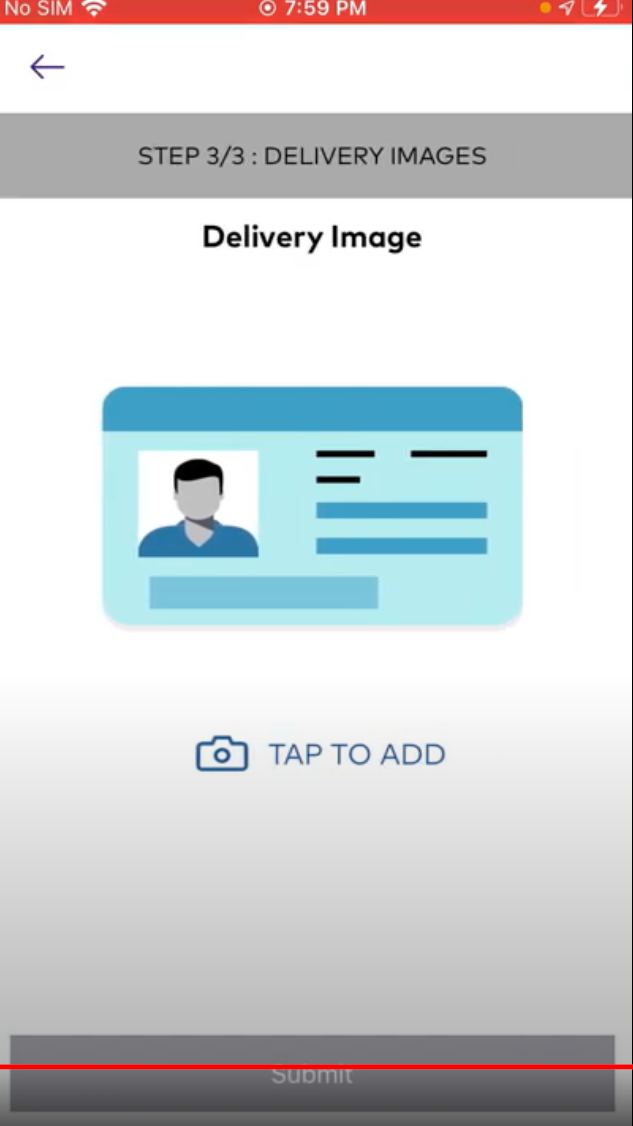 No SIM 7:59 PM
STEP 3/3 : DELIVERY IMAGES
Delivery Image
TAP TO ADD
Submit